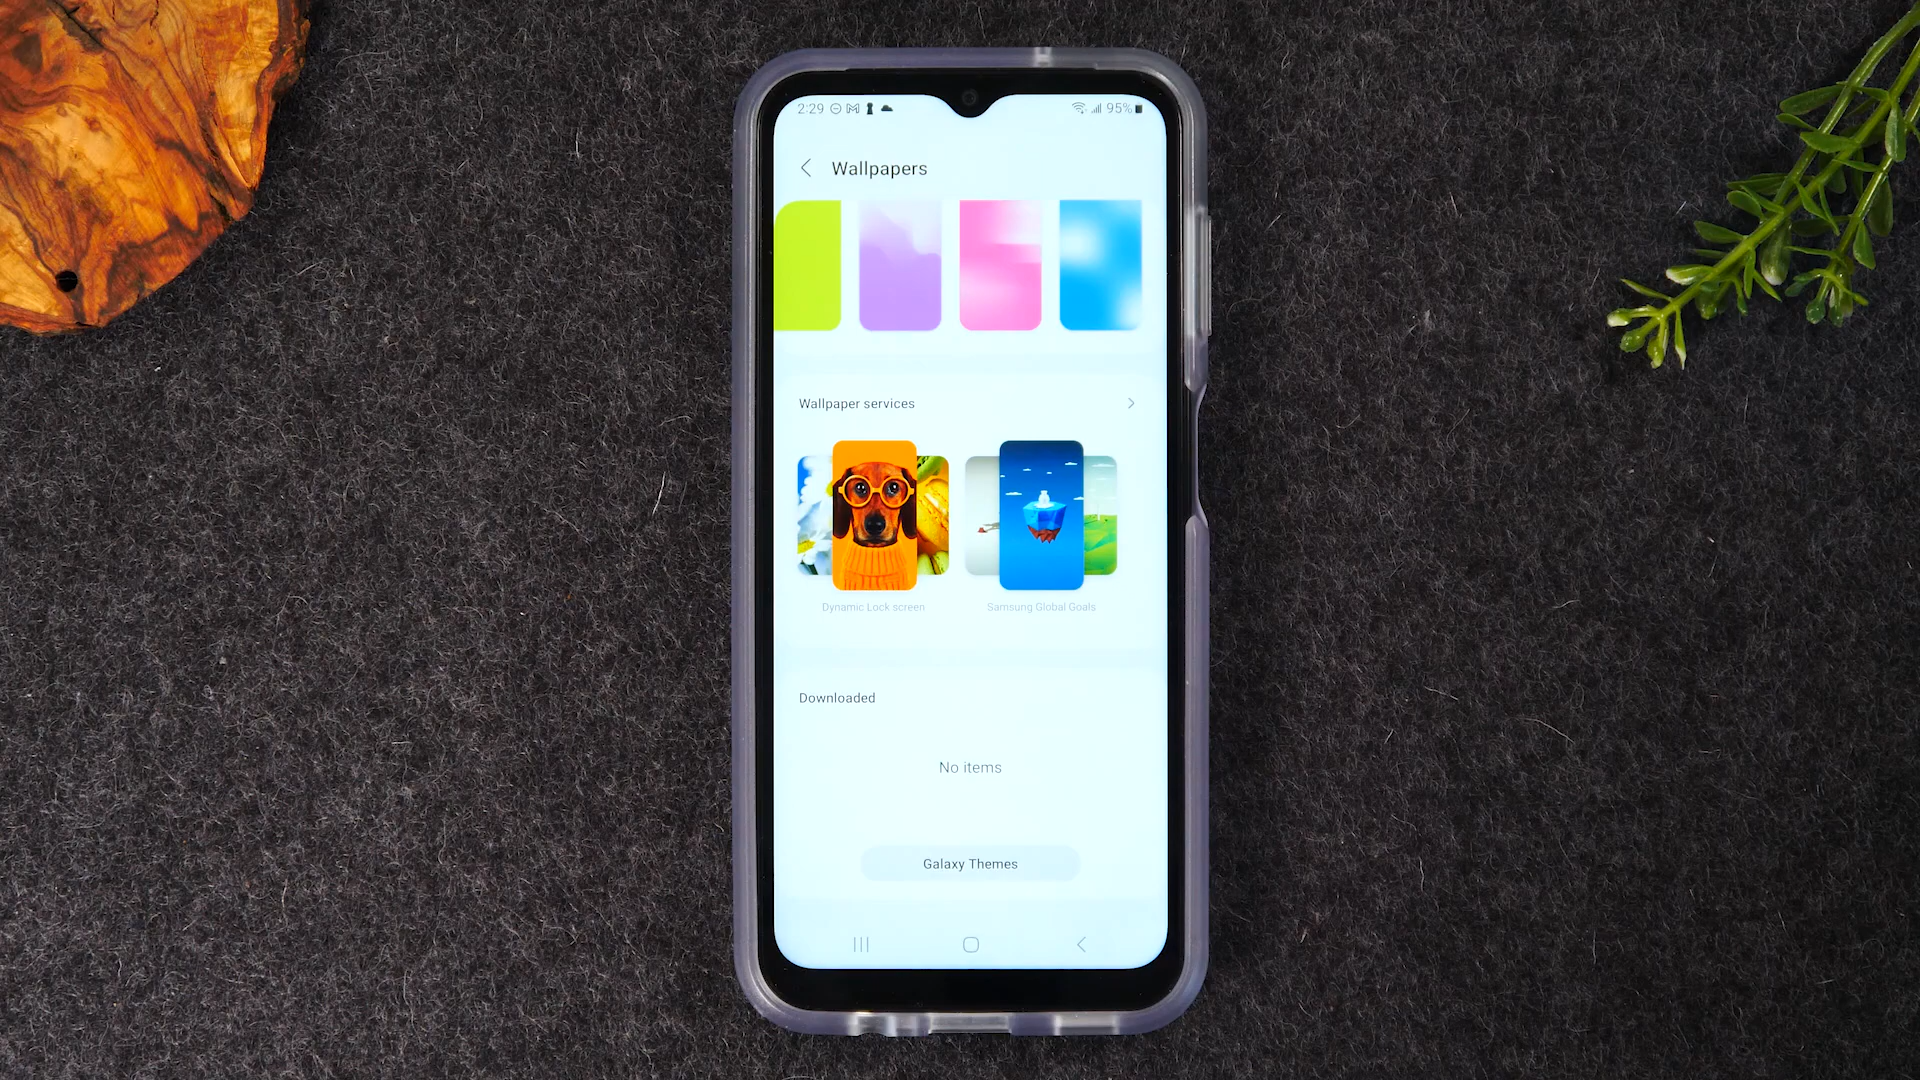 2:29 95%
Wallpapers
Wallpaper services
Dynamic Lock screen Samsung Global Goals
Downloaded
No items
Galaxy Themes